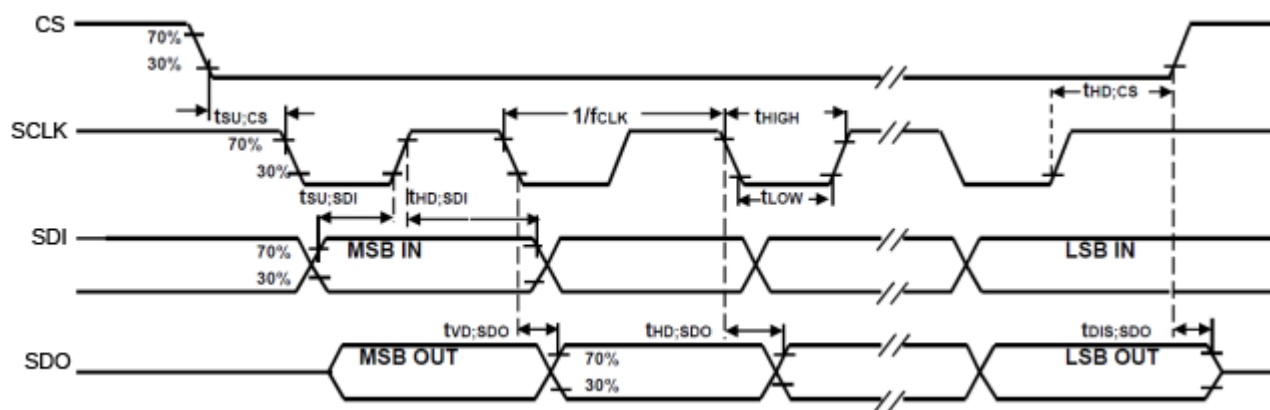 CS
70%
30%
tSU;CS
tHD;CS
SCLK
70%
30%
1/fCLK
tHIGH
tSU;SDI
tHD;SDI
tLOW
SDI
70%
30%
MSB IN
LSB IN
tVD;SDO
tHD;SDO
tDIS;SDO
SDO
MSB OUT
70%
30%
LSB OUT